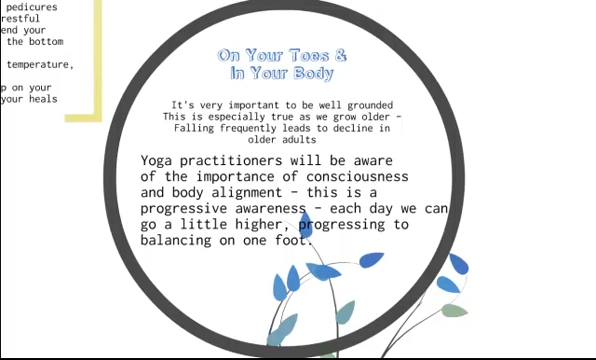 pedicures
restful
end your
the bottom
temperature,
p on your
your heals
On Your Toes &
In Your Body
It's very important to be well grounded
This is especially true as we grow older –
Falling frequently leads to decline in
older adults
Yoga practitioners will be aware
of the importance of consciousness
and body alignment – this is a
progressive awareness – each day we can
go a little higher, progressing to
balancing on one foot.